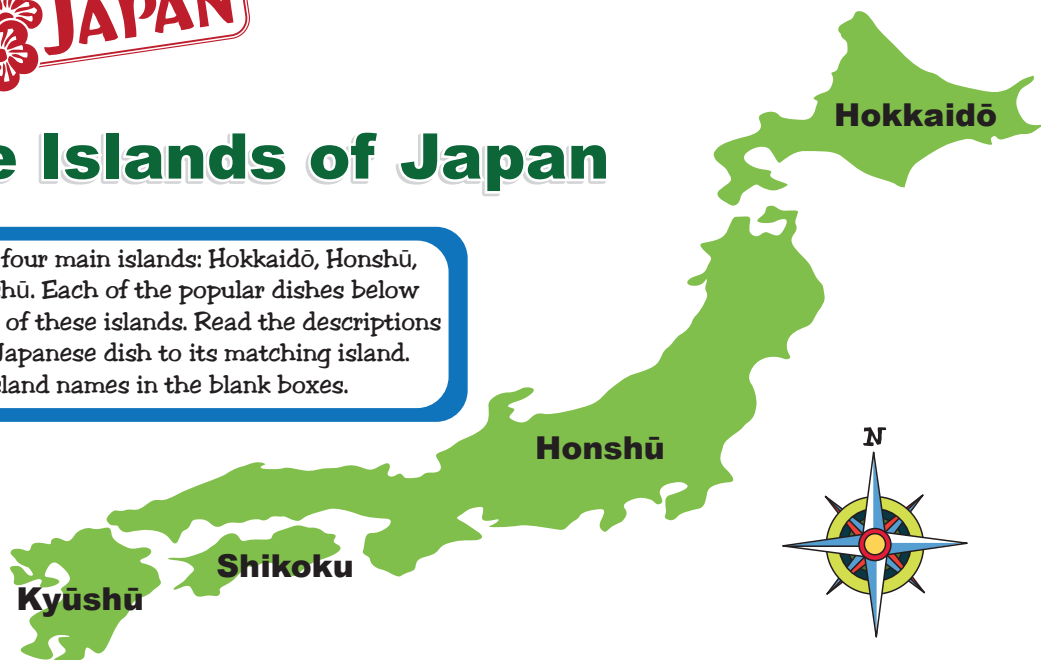 JAPAN
e Islands of Japan
four main islands: Hokkaidō, Honshū,
hū. Each of the popular dishes below
of these islands. Read the descriptions
Japanese dish to its matching island.
land names in the blank boxes.
Hokkaidō
Honshū
Shikoku
Kyūshū
N